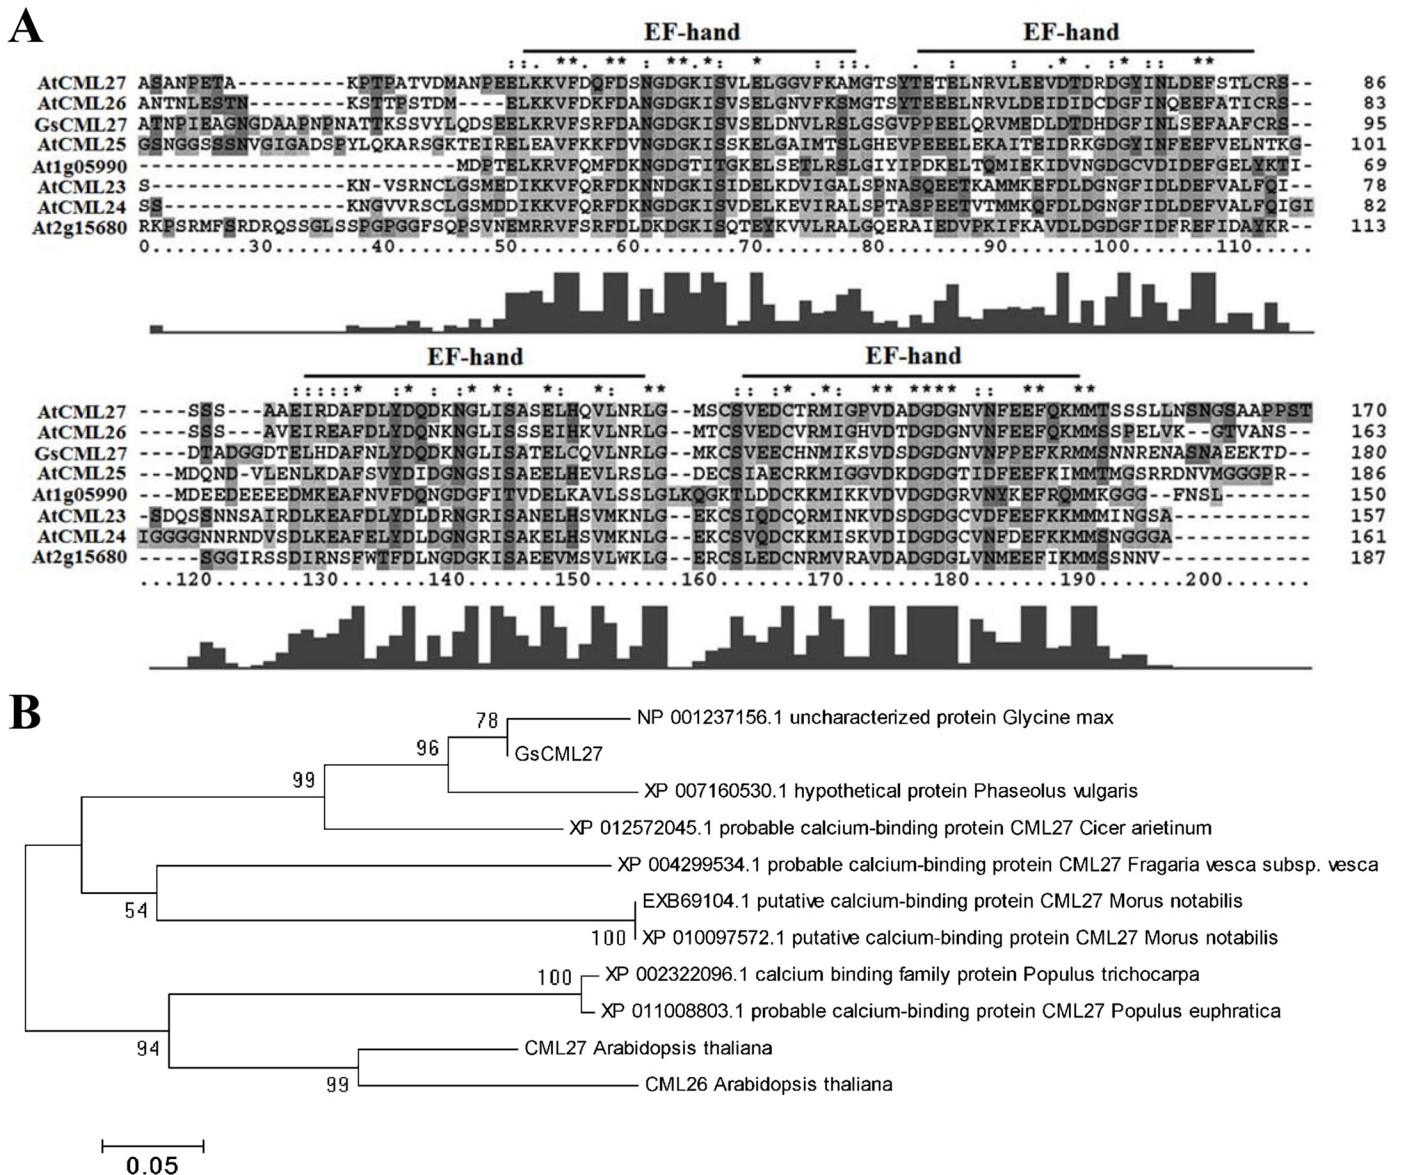 A
EF-hand EF-hand
AtCML27 ASANPETA---------KPTPATVDMANPEELKKVFDQFDSNGDGKISVLELGGVFKAMGTSYTETELNRVLEEVDTDRDGYINLDEFSTLCRS-- 86
AtCML26 ANTNLESTN--------KSTTPSTDM----ELKKVFDKFDANGDGKISVSELGNVFKSMGTSYTEEELNRVLDEIDIDCDGFINQEEFATICRS-- 83
GsCML27 ATNPIEAGNGDAAPNPNATTKSSVYLQDSEELKRVFSRFDANGDGKISVSELDNVLRSLGSGVPPEELQRVMEDLDTDHDGFINLSEFAAFCRS-- 95
AtCML25 GSNGGSSSSNVGIGADSPYLQKARSGKTEIRELEAVFKKFDVNGDGKISSKELGAIMTSLGHEVPEEELEKAITEIDRKGDGYINFEEFVELNTKG- 101
At1g05990 --------------------------MDPTELKRVFQMFDKNGDGTITGKELSETLRSLGIYIPDKELTQMIEKIDVNGDGCVDIDEFGELYKTI-- 69
AtCML23 S----------------KN-VSRNCLGSMEDIKKVFQRFDKNNDGKISIDELKDVIGALSPNASQEETKAMMKEFDLDGNGFIDLDEFVALFQI-- 78
AtCML24 SS---------------KNGVVRSCLGSMDDIKKVFQRFDKNGDGKISVDELKEVIRALSPTASPEETVTMMKQFDLDGNGFIDLDEFVALFQIGI 82
At2g15680 RKPSRMFSRDRQSSGLSSPGPGGFSQPSVNEMRRVFSRFDLDKDGKISQTEYKVVLRALGQERAIEDVPKIFKAVDLDGDGFIDFREFIDAYKR--- 113
0........30........40........50........60........70........80........90.......100.......110......
EF-hand EF-hand
AtCML27 ----SSS---AAEIRDAFDLYDQDKNGLISASELHQVLNRLG--MSCSVEDCTRMIGPVDADGDGNVNFEEFQKMMTSSSLLNSNGSAAPPST 170
AtCML26 ----SSS---AVEIREAFDLYDQNKNGLISSSEIHKVLNRLG--MTCSVEDCVRMIGHVDTDGDGNVNFEEFQKMMSSPELVK--GTVANS-- 163
GsCML27 ----DTADGGDTELHDAFNLYDQDKNGLISATELCQVLNRLG--MKCSVEECHNMIKSVDSDGDGNVNFPEFKRMMSNNRENASNAEEKTD-- 180
AtCML25 ---MDQND-VLENLKDAFSVYDIDGNGSISAEELHEVLRSLG--DECSIAECRKMIGGVDKDGDGTIDFEEFKIMMTMGSRRDNVMGGGPR-- 186
At1g05990 ---MDEEDEEEEDMKEAFNVFDQNGDGFITVDELKAVLSSLGLKQGKTLDDCKKMIKKVDVDGDGRVNYKEFRQMMKGGG--FNSL------- 150
AtCML23 -SDQSSNNSAIRDLKEAFDLYDLDRNGRISANELHSVMKNLG--EKCSIQDCQRMINKVDSDGDGCVDFEEFKKMMMINGSA----------- 157
AtCML24 IGGGGNNRNDVSDLKEAFELYDLDGNGRISAKELHSVMKNLG--EKCSVQDCKKMISKVDIDGDGCVNFDEFKKMMSNGGGA----------- 161
At2g15680 -----SGGIRSSDIRNSFWTFDLNGDGKISAEEVMSVLWKLG--ERCSLEDCNRMVRAVDADGDGLVNMEEFIKMMSSNNV------------ 187
...120.......130.......140.......150.......160.......170.......180.......190.......200........
B
78 NP 001237156.1 uncharacterized protein Glycine max
96 GsCML27
99 XP 007160530.1 hypothetical protein Phaseolus vulgaris
XP 012572045.1 probable calcium-binding protein CML27 Cicer arietinum
XP 004299534.1 probable calcium-binding protein CML27 Fragaria vesca subsp. vesca
54 EXB69104.1 putative calcium-binding protein CML27 Morus notabilis
100 XP 010097572.1 putative calcium-binding protein CML27 Morus notabilis
100 XP 002322096.1 calcium binding family protein Populus trichocarpa
XP 011008803.1 probable calcium-binding protein CML27 Populus euphratica
94 CML27 Arabidopsis thaliana
99 CML26 Arabidopsis thaliana
0.05